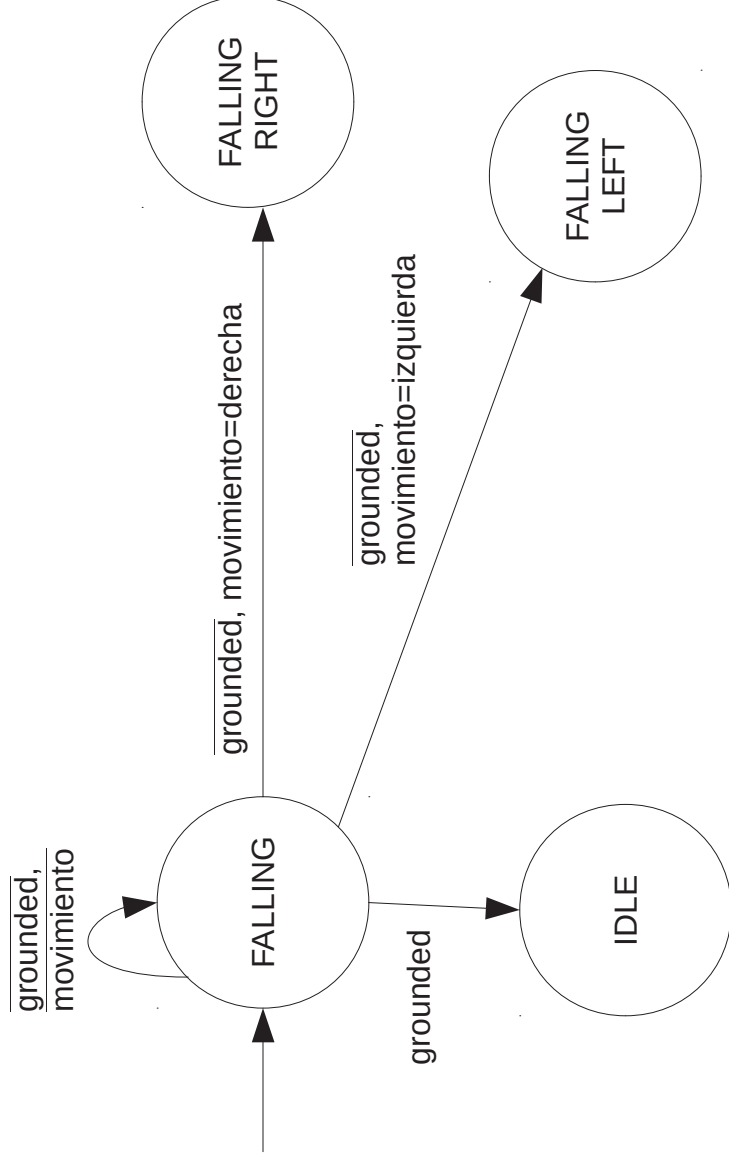 grounded,
movimiento
FALLING
grounded, movimiento=derecha
FALLING
RIGHT
grounded,
movimiento=izquierda
FALLING
LEFT
grounded
IDLE